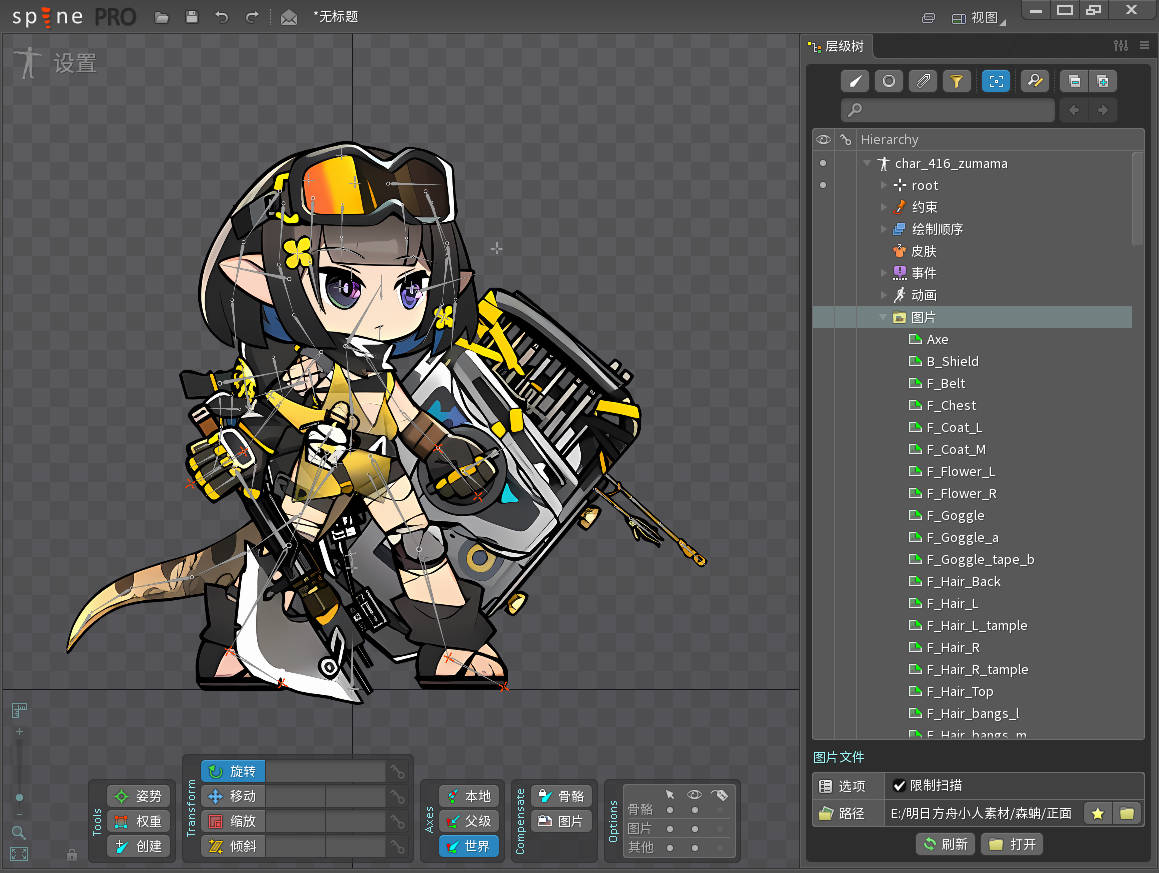 spine PRO
*无标题
视图
设置
层级树
Hierarchy
char_416_zumama
root
约束
绘制顺序
皮肤
事件
动画
图片
Axe
B_Shield
F_Belt
F_Chest
F_Coat_L
F_Coat_M
F_Flower_L
F_Flower_R
F_Goggle
F_Goggle_a
F_Goggle_tape_b
F_Hair_Back
F_Hair_L
F_Hair_L_tample
F_Hair_R
F_Hair_R_tample
F_Hair_Top
F_Hair_bangs_l
F_Hair_bangs_m
图片文件
选项
限制扫描
路径
E:/明日方舟小人素材/森蚺/正面
刷新
打开
Tools
姿势
权重
创建
Transform
旋转
移动
缩放
倾斜
Axes
本地
父级
世界
Compensate
骨骼
图片
Options
骨骼
图片
其他